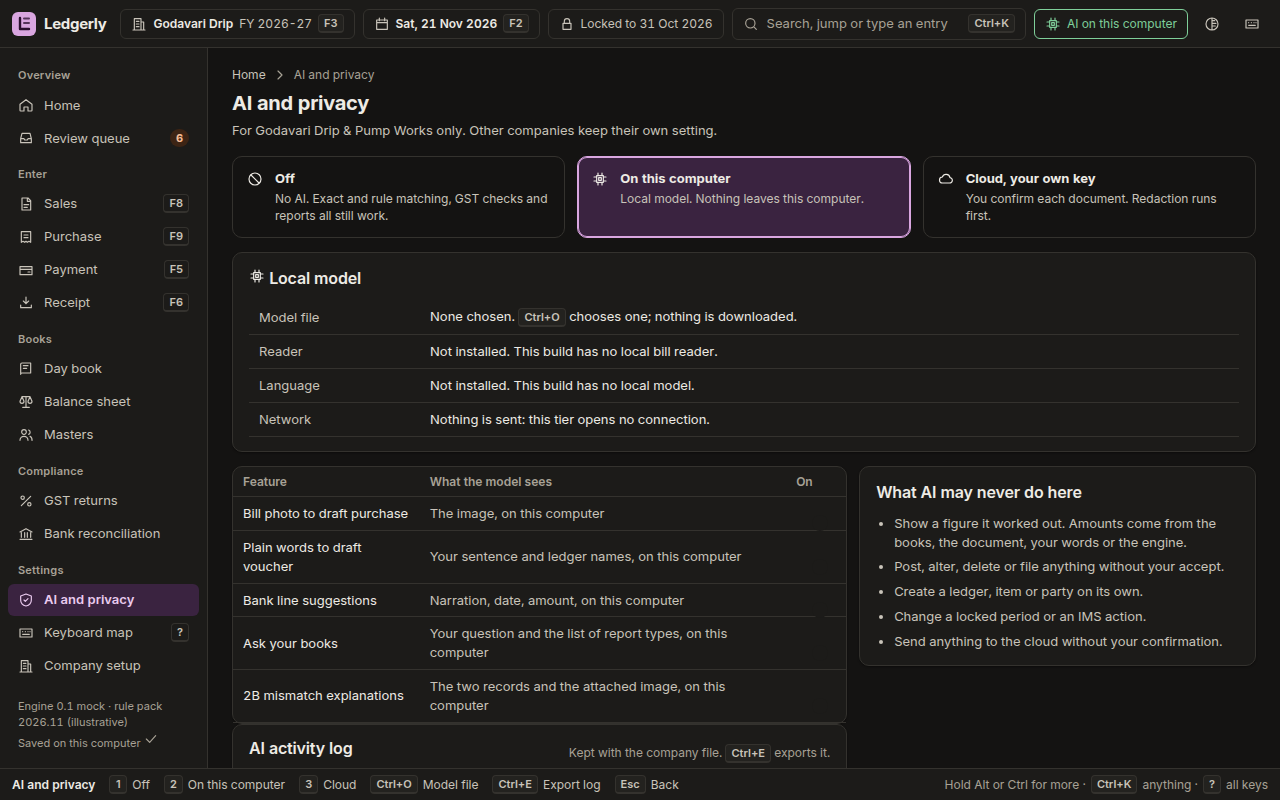 Ledgerly
Godavari Drip FY 2026-27 F3
Sat, 21 Nov 2026 F2
Locked to 31 Oct 2026
Search, jump or type an entry Ctrl+K
AI on this computer
Overview
Home
Review queue 6
Enter
Sales F8
Purchase F9
Payment F5
Receipt F6
Books
Day book
Balance sheet
Masters
Compliance
GST returns
Bank reconciliation
Settings
AI and privacy
Keyboard map ?
Company setup
Engine 0.1 mock · rule pack
2026.11 (illustrative)
Saved on this computer
Home > AI and privacy
AI and privacy
For Godavari Drip & Pump Works only. Other companies keep their own setting.
Off
No AI. Exact and rule matching, GST checks and
reports all still work.
On this computer
Local model. Nothing leaves this computer.
Cloud, your own key
You confirm each document. Redaction runs
first.
Local model
Model file None chosen. Ctrl+O chooses one; nothing is downloaded.
Reader Not installed. This build has no local bill reader.
Language Not installed. This build has no local model.
Network Nothing is sent: this tier opens no connection.
Feature What the model sees On
Bill photo to draft purchase The image, on this computer
Plain words to draft
voucher
Your sentence and ledger names, on this computer
Bank line suggestions Narration, date, amount, on this computer
Ask your books
Your question and the list of report types, on this
computer
2B mismatch explanations
The two records and the attached image, on this
computer
What AI may never do here
• Show a figure it worked out. Amounts come from the
books, the document, your words or the engine.
• Post, alter, delete or file anything without your accept.
• Create a ledger, item or party on its own.
• Change a locked period or an IMS action.
• Send anything to the cloud without your confirmation.
AI activity log Kept with the company file. Ctrl+E exports it.
AI and privacy 1 Off 2 On this computer 3 Cloud Ctrl+O Model file Ctrl+E Export log Esc Back
Hold Alt or Ctrl for more · Ctrl+K anything · ? all keys